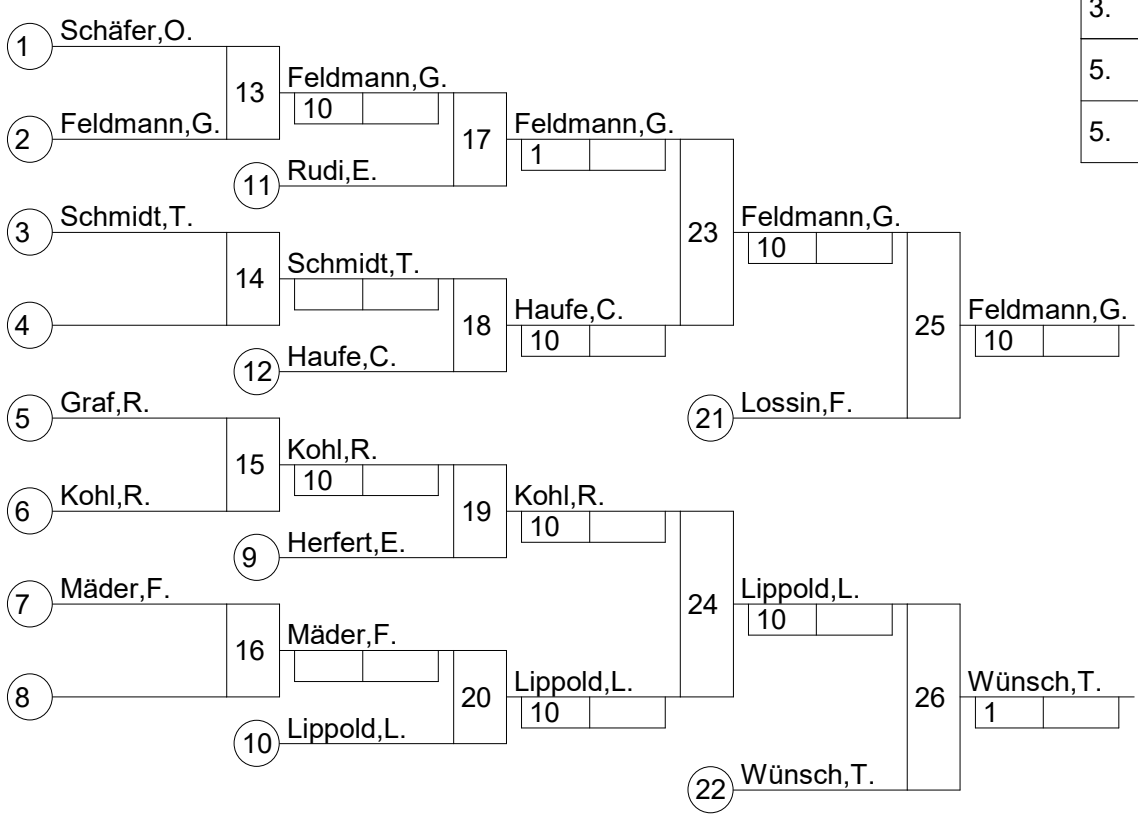 3.
1 Schäfer,O.
5.
13 Feldmann,G.
10
2 Feldmann,G.
17 Feldmann,G.
1
5.
11 Rudi,E.
3 Schmidt,T.
23 Feldmann,G.
10
14 Schmidt,T.
4
18 Haufe,C.
10
25 Feldmann,G.
10
12 Haufe,C.
5 Graf,R.
21 Lossin,F.
15 Kohl,R.
10
6 Kohl,R.
19 Kohl,R.
10
9 Herfert,E.
7 Mäder,F.
24 Lippold,L.
10
16 Mäder,F.
8
20 Lippold,L.
10
26 Wünsch,T.
1
10 Lippold,L.
22 Wünsch,T.